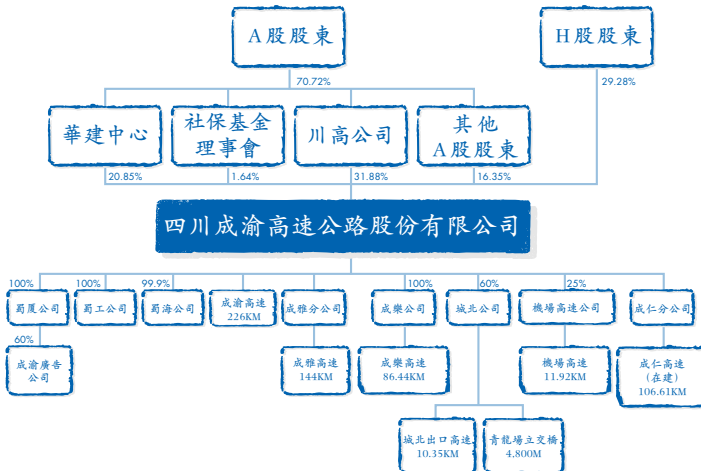 A股股東
H股股東
70.72%
29.28%
華建中心
社保基金
理事會
川高公司
其他
A股股東
20.85%
1.64%
31.88%
16.35%
四川成渝高速公路股份有限公司
100%
100%
99.9%
100%
60%
25%
蜀厦公司
蜀工公司
蜀海公司
成渝高速
226KM
成雅分公司
成樂公司
城北公司
機場高速公司
成仁分公司
60%
成渝廣告
公司
成雅高速
144KM
成樂高速
86.44KM
機場高速
11.92KM
成仁高速
(在建)
106.61KM
城北出口高速
10.35KM
青龍場立交橋
4,800M